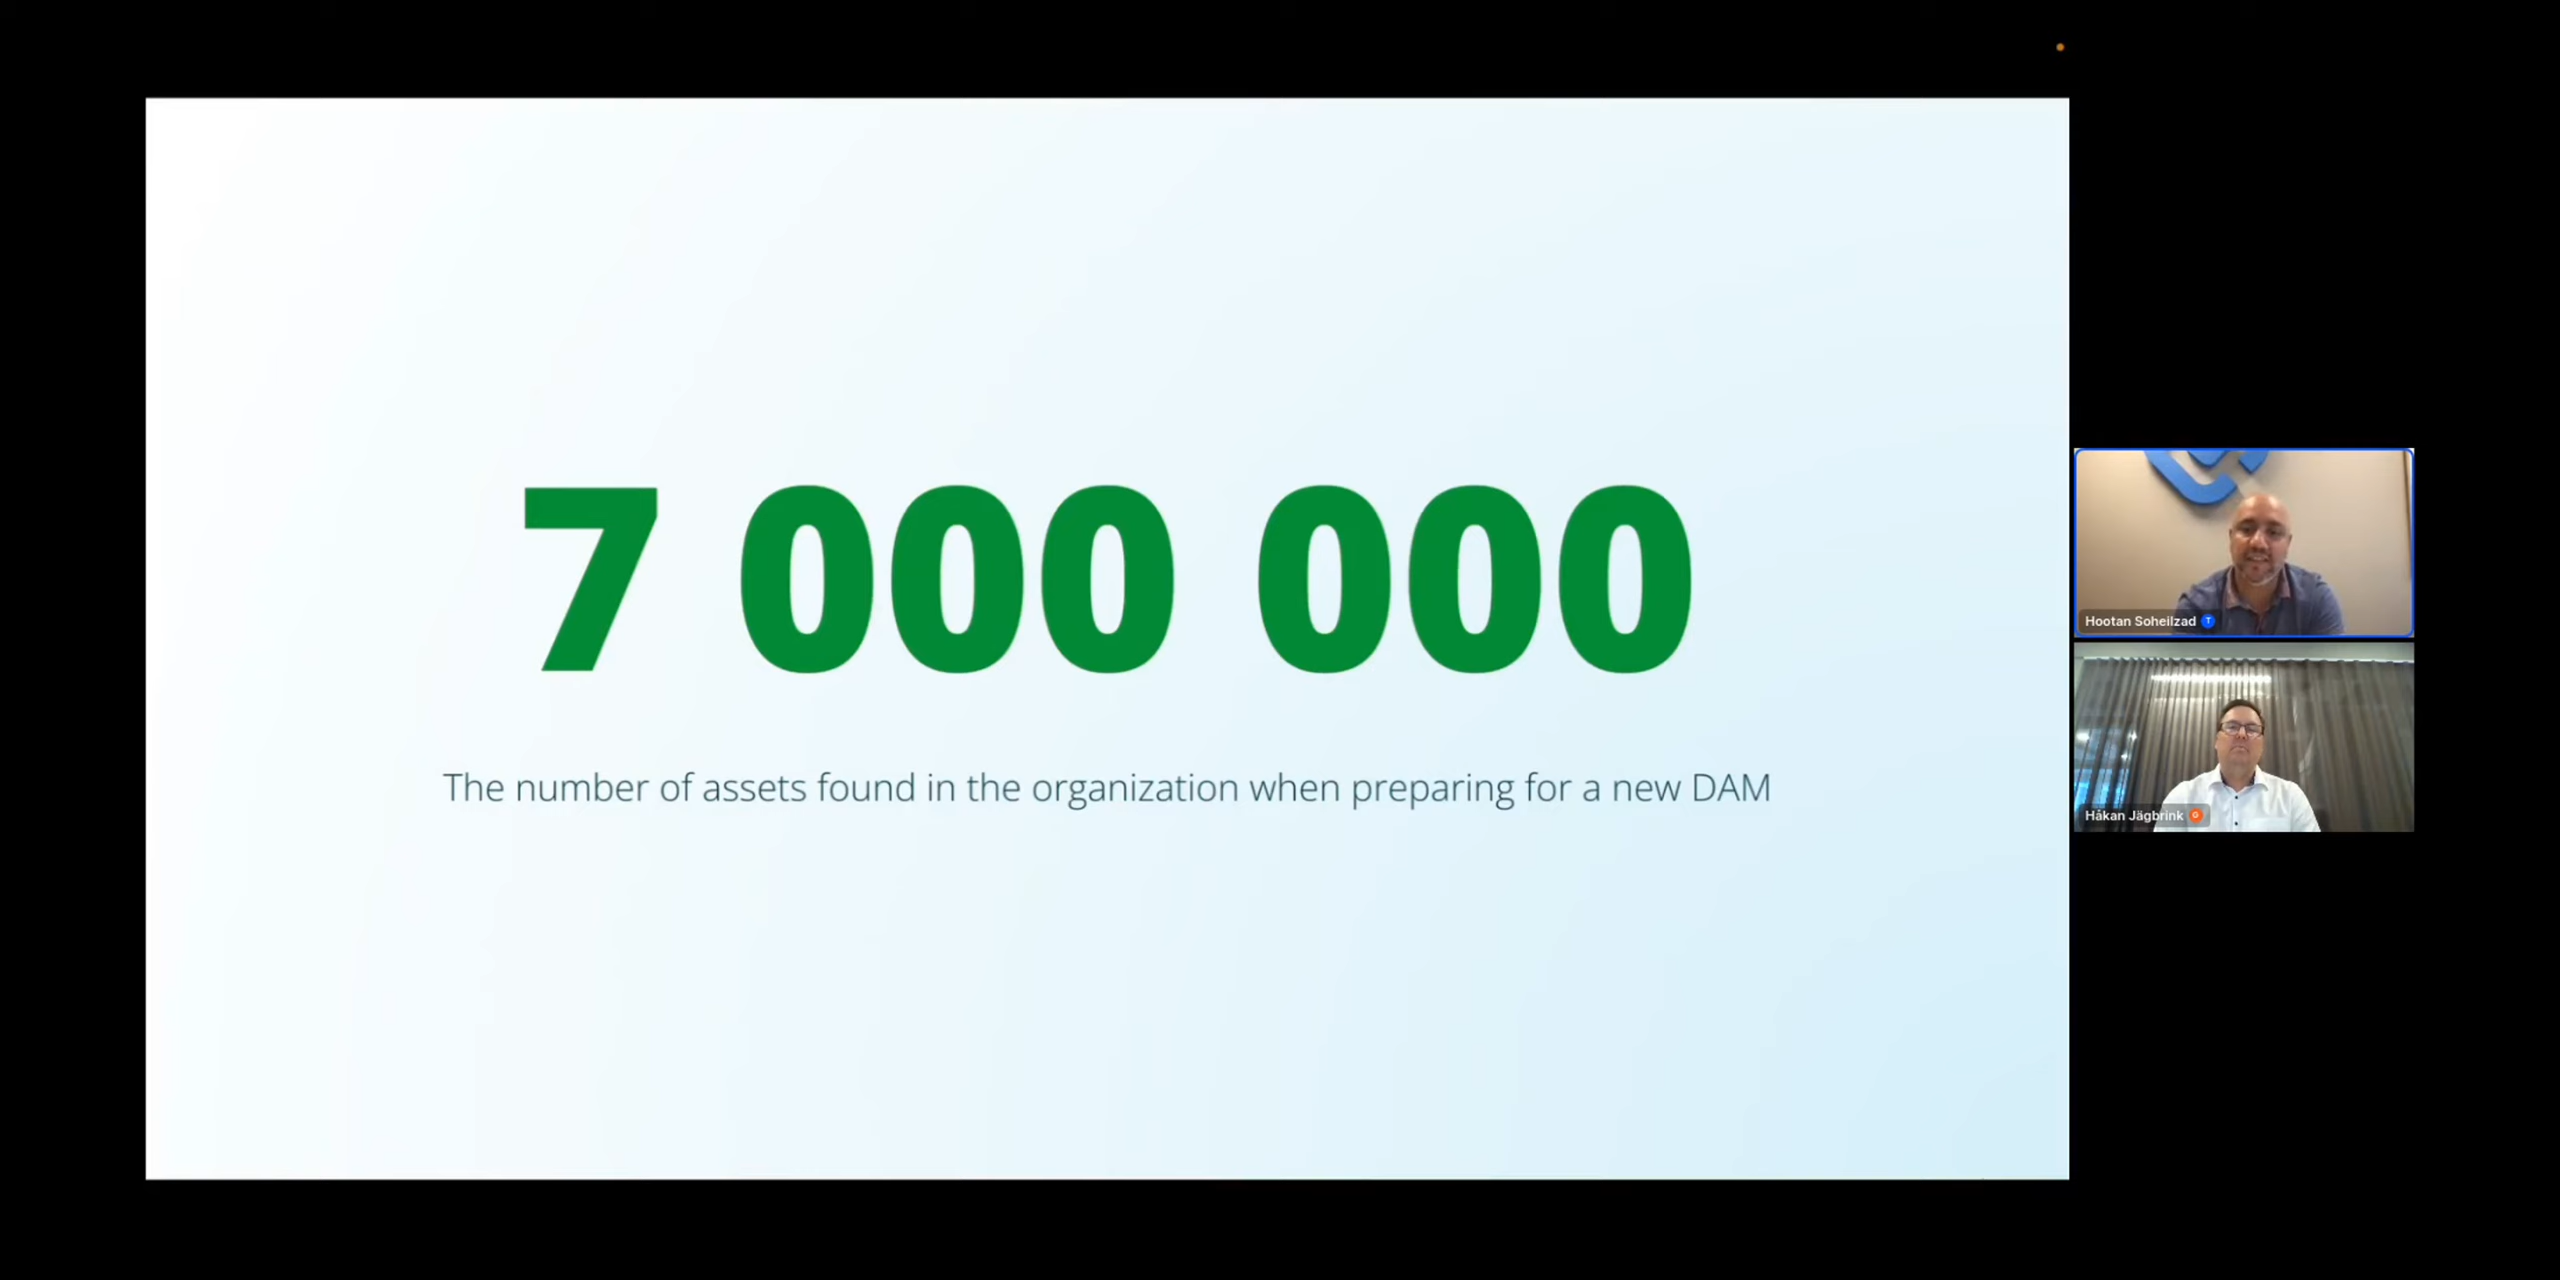 7 000 000
The number of assets found in the organization when preparing for a new DAM
Hootan Soheilzad T
Håkan Jägbrink